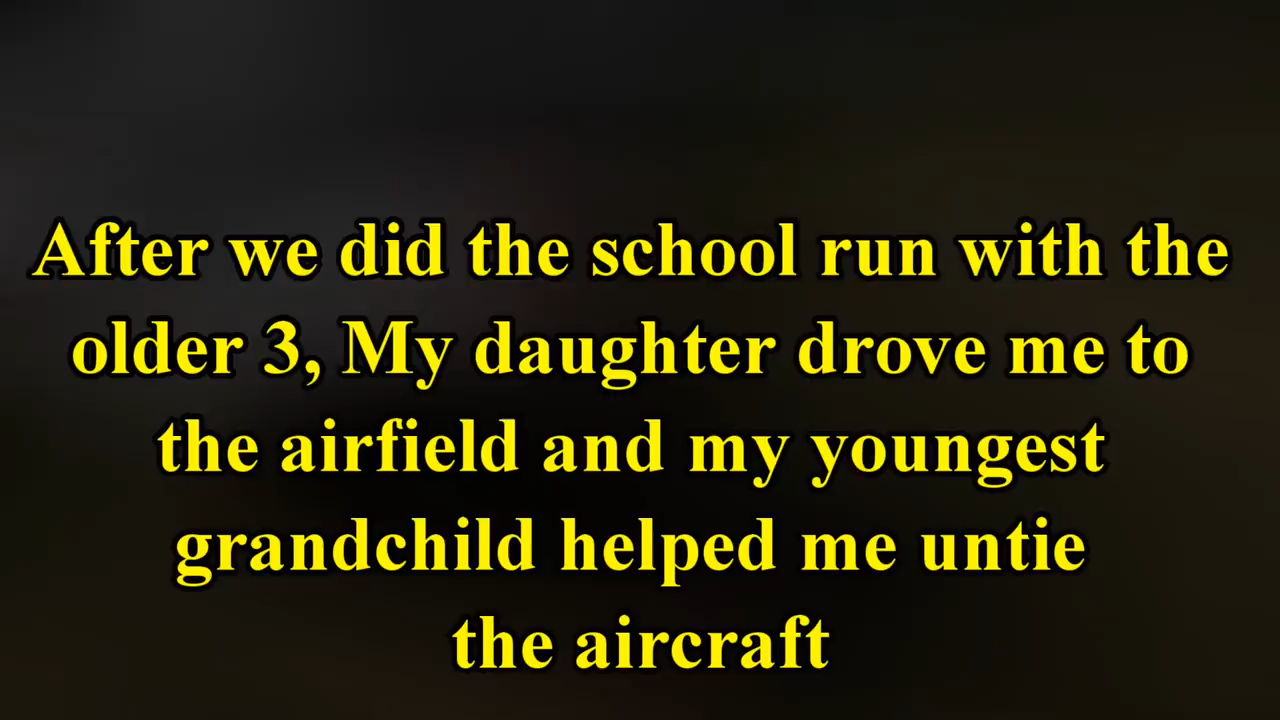 After we did the school run with the
older 3, My daughter drove me to
the airfield and my youngest
grandchild helped me untie
the aircraft